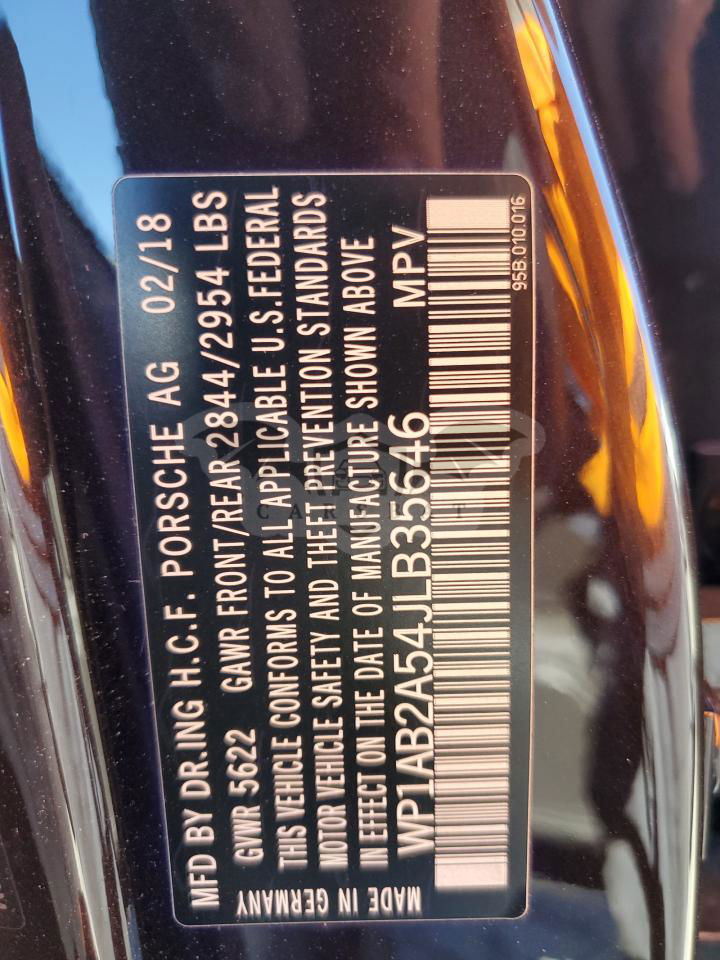 MFD BY DR.ING H.C.F. PORSCHE AG 02/18
GVWR 5622 GAWR FRONT/REAR 2844/2954 LBS
THIS VEHICLE CONFORMS TO ALL APPLICABLE U.S. FEDERAL
MOTOR VEHICLE SAFETY AND THEFT PREVENTION STANDARDS
IN EFFECT ON THE DATE OF MANUFACTURE SHOWN ABOVE
WP1AB2A54JLB35646 MPV
MADE IN GERMANY
95B.010.016